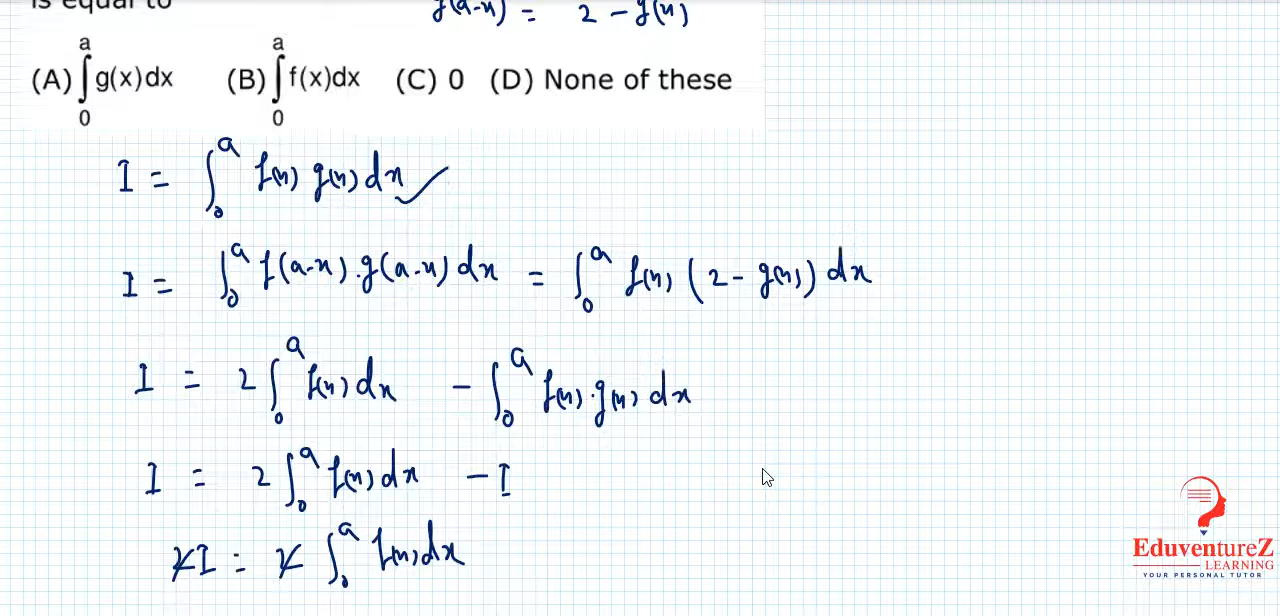 is equal to
g(a-x) = 2 - g(x)
(A) ∫₀ᵃ g(x)dx (B) ∫₀ᵃ f(x)dx (C) 0 (D) None of these
I = ∫₀ᵃ f(x) g(x) dx ✓
I = ∫₀ᵃ f(a-x).g(a-x) dx = ∫₀ᵃ f(x) (2 - g(x)) dx
I = 2 ∫₀ᵃ f(x) dx - ∫₀ᵃ f(x).g(x) dx
I = 2 ∫₀ᵃ f(x) dx - I
2I = 2 ∫₀ᵃ f(x) dx
EduventureZ
LEARNING
YOUR PERSONAL TUTOR